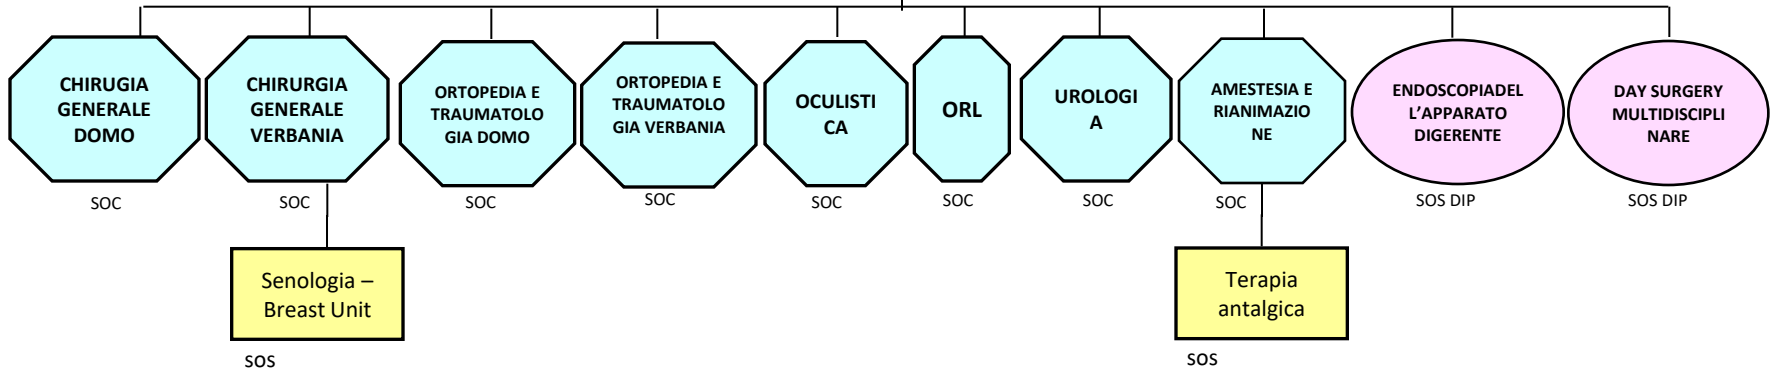 CHIRUGIA
GENERALE
DOMO
SOC
CHIRURGIA
GENERALE
VERBANIA
SOC
ORTOPEDIA E
TRAUMATOLO
GIA DOMO
SOC
ORTOPEDIA E
TRAUMATOLO
GIA VERBANIA
SOC
OCULISTI
CA
SOC
ORL
SOC
UROLOGI
A
SOC
AMESTESIA E
RIANIMAZIO
NE
SOC
ENDOSCOPIADEL
L’APPARATO
DIGERENTE
SOS DIP
DAY SURGERY
MULTIDISCIPLI
NARE
SOS DIP
Senologia –
Breast Unit
SOS
Terapia
antalgica
SOS